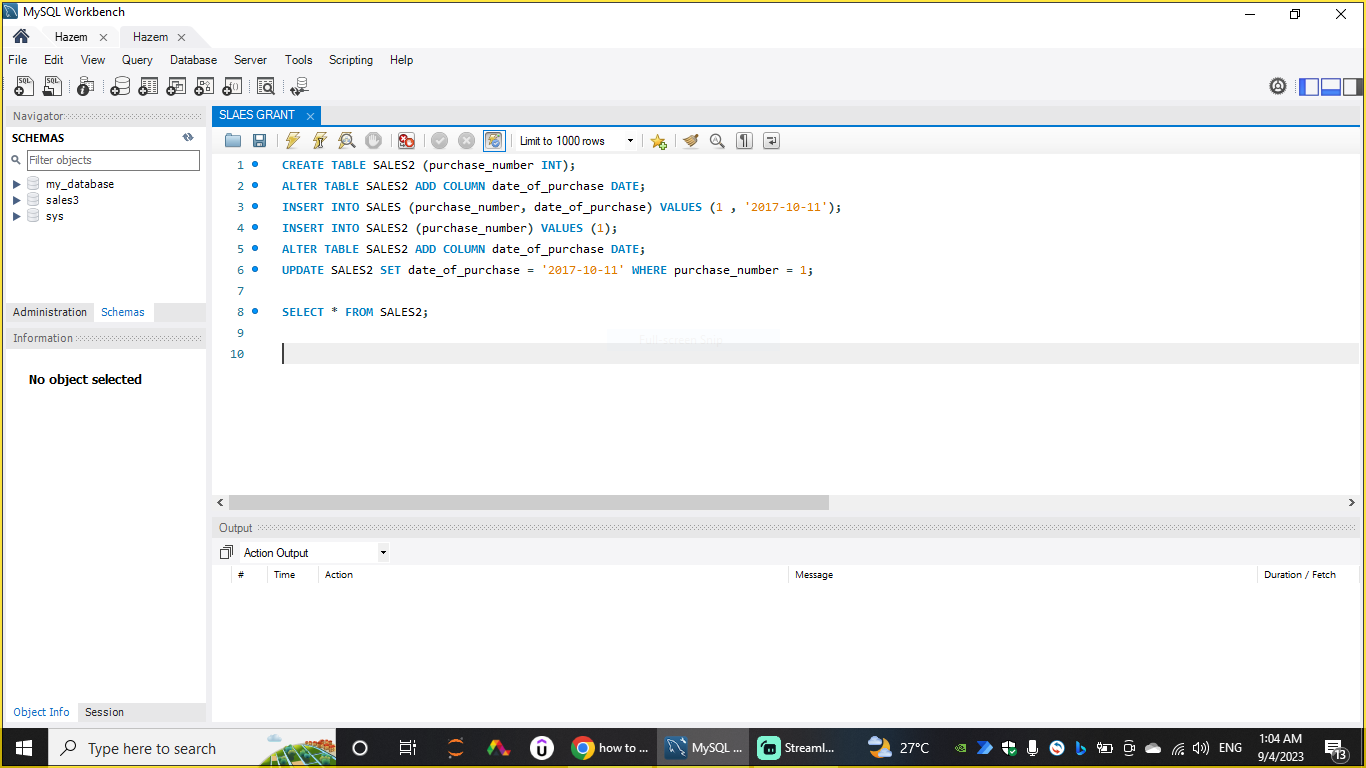 MySQL Workbench
Hazem
Hazem
File Edit View Query Database Server Tools Scripting Help
Navigator
SCHEMAS
Filter objects
my_database
sales3
sys
Administration Schemas
Information
No object selected
Object Info Session
SLAES GRANT
Limit to 1000 rows
1 CREATE TABLE SALES2 (purchase_number INT);
2 ALTER TABLE SALES2 ADD COLUMN date_of_purchase DATE;
3 INSERT INTO SALES (purchase_number, date_of_purchase) VALUES (1 , '2017-10-11');
4 INSERT INTO SALES2 (purchase_number) VALUES (1);
5 ALTER TABLE SALES2 ADD COLUMN date_of_purchase DATE;
6 UPDATE SALES2 SET date_of_purchase = '2017-10-11' WHERE purchase_number = 1;
7
8 SELECT * FROM SALES2;
9
10
Output
Action Output
# Time Action Message Duration / Fetch
Type here to search
how to ...
MySQL ...
Streaml...
27°C
ENG
1:04 AM
9/4/2023
13